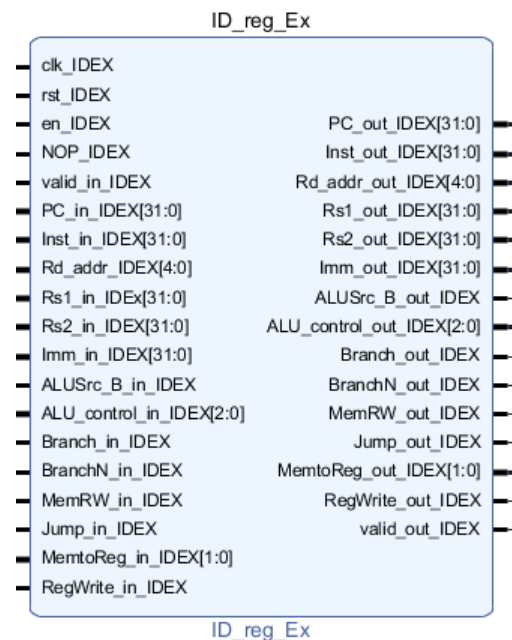 ID_reg_Ex
clk_IDEX
rst_IDEX
en_IDEX
NOP_IDEX
valid_in_IDEX
PC_in_IDEX[31:0]
Inst_in_IDEX[31:0]
Rd_addr_IDEX[4:0]
Rs1_in_IDEx[31:0]
Rs2_in_IDEX[31:0]
Imm_in_IDEX[31:0]
ALUSrc_B_in_IDEX
ALU_control_in_IDEX[2:0]
Branch_in_IDEX
BranchN_in_IDEX
MemRW_in_IDEX
Jump_in_IDEX
MemtoReg_in_IDEX[1:0]
RegWrite_in_IDEX
PC_out_IDEX[31:0]
Inst_out_IDEX[31:0]
Rd_addr_out_IDEX[4:0]
Rs1_out_IDEX[31:0]
Rs2_out_IDEX[31:0]
Imm_out_IDEX[31:0]
ALUSrc_B_out_IDEX
ALU_control_out_IDEX[2:0]
Branch_out_IDEX
BranchN_out_IDEX
MemRW_out_IDEX
Jump_out_IDEX
MemtoReg_out_IDEX[1:0]
RegWrite_out_IDEX
valid_out_IDEX
ID_reg_Ex